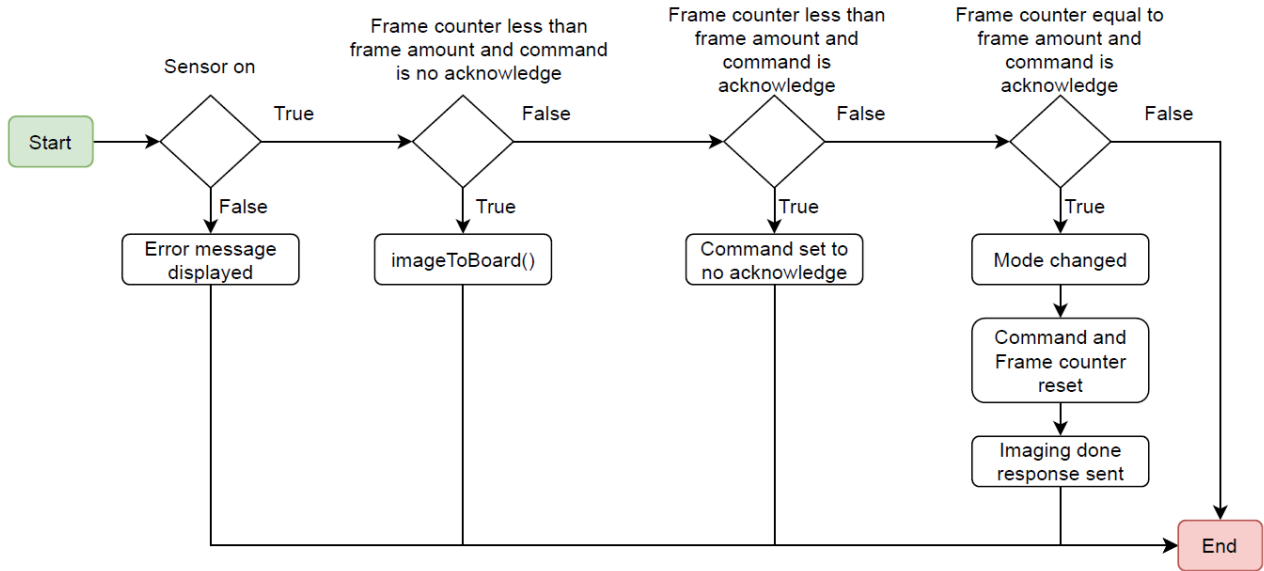 Start
Sensor on
True
False
Error message
displayed
Frame counter less than
frame amount and command
is no acknowledge
False
True
imageToBoard()
Frame counter less than
frame amount and
command is
acknowledge
False
True
Command set to
no acknowledge
Frame counter equal to
frame amount and
command is
acknowledge
False
True
Mode changed
Command and
Frame counter
reset
Imaging done
response sent
End